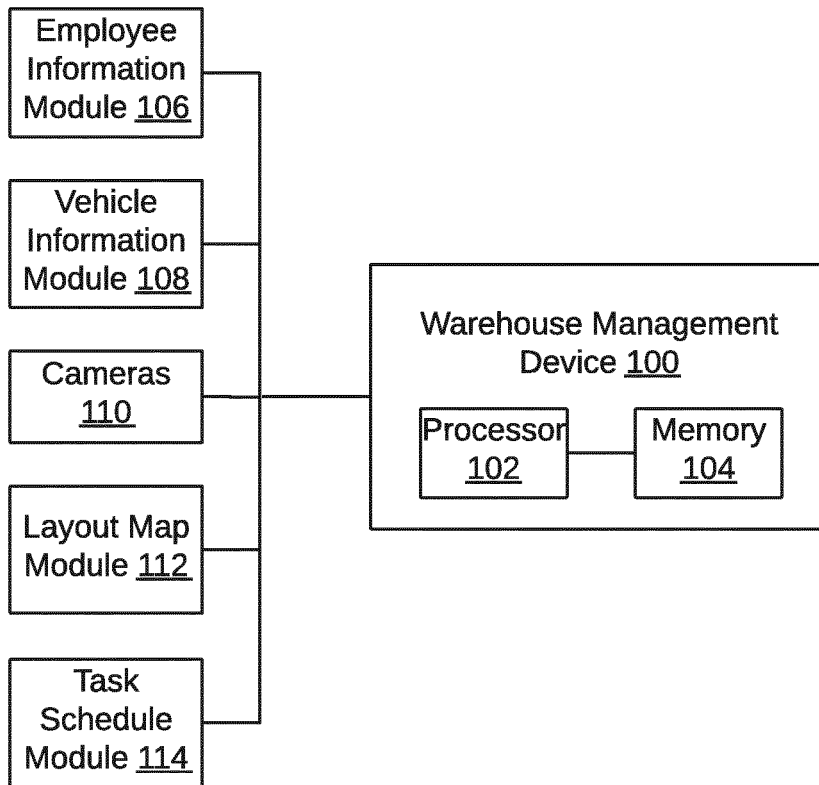 Employee
Information
Module 106
Vehicle
Information
Module 108
Cameras
110
Layout Map
Module 112
Task
Schedule
Module 114
Warehouse Management
Device 100
Processor
102
Memory
104